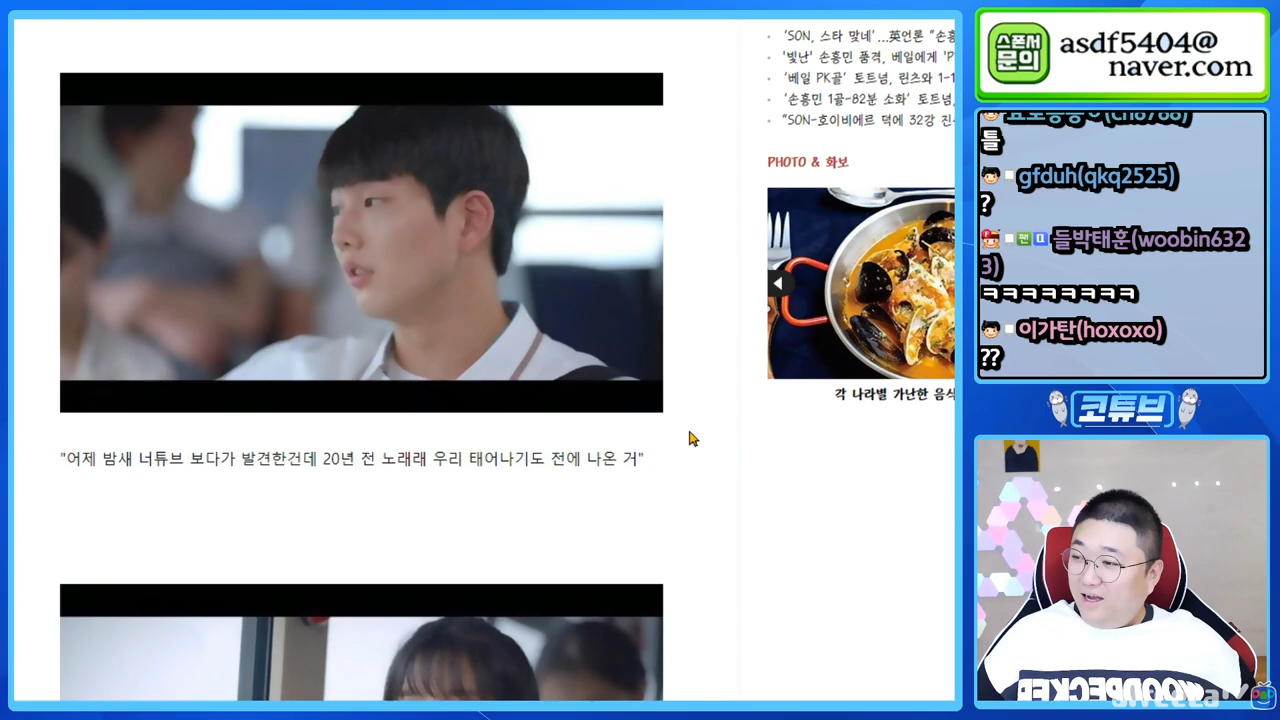 'SON, 스타 맞네'...英언론 "손흥
'빛난' 손흥민 품격, 베일에게 'P
'베일 PK골' 토트넘, 린츠와 1-1
'손흥민 1골-82분 소화' 토트넘,
"SON-호이비에르 덕에 32강 진
PHOTO & 화보
각 나라별 가난한 음식
"어제 밤새 너튜브 보다가 발견한건데 20년 전 노래래 우리 태어나기도 전에 나온 거"
스폰서
문의
asdf5404@
naver.com
틀
gfduh(qkq2525)
?
팬
들박태훈(woobin632
3)
ㅋㅋㅋㅋㅋㅋㅋㅋ
이가탄(hoxoxo)
??
코튜브